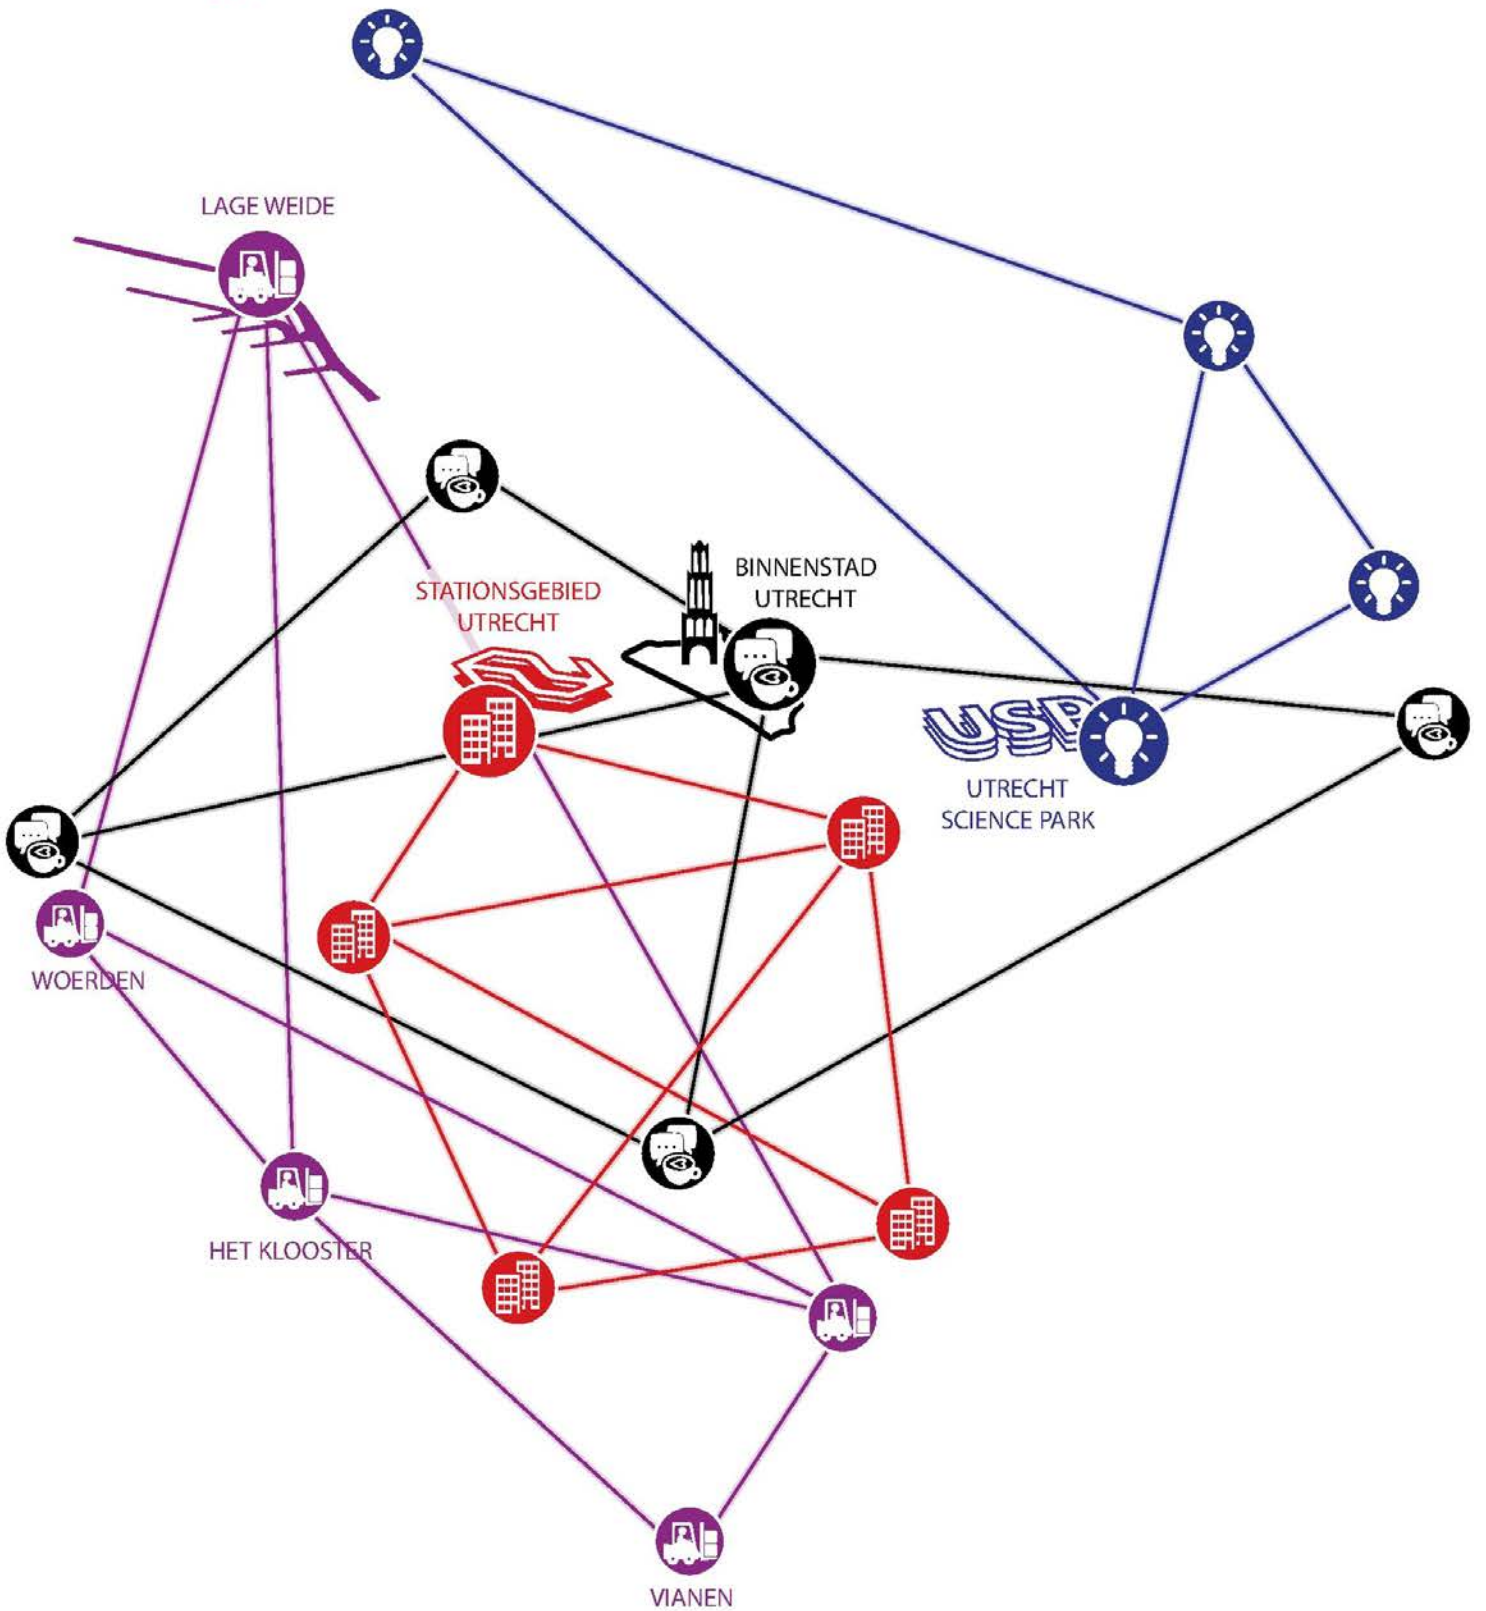 LAGE WEIDE
BINNENSTAD
UTRECHT
STATIONSGEBIED
UTRECHT
USP
UTRECHT
SCIENCE PARK
WOERDEN
HET KLOOSTER
VIANEN